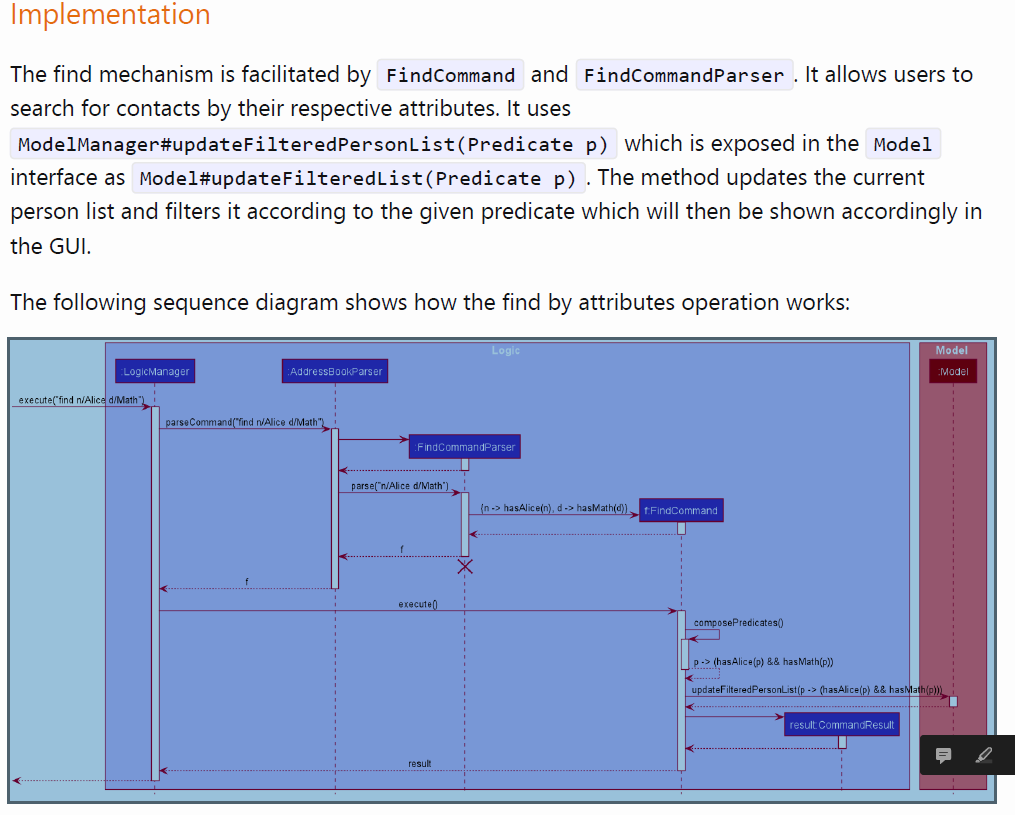 Implementation
The find mechanism is facilitated by FindCommand and FindCommandParser . It allows users to
search for contacts by their respective attributes. It uses
ModelManager#updateFilteredPersonList(Predicate p) which is exposed in the Model
interface as Model#updateFilteredList(Predicate p) . The method updates the current
person list and filters it according to the given predicate which will then be shown accordingly in
the GUI.
The following sequence diagram shows how the find by attributes operation works:
Logic
Model
:LogicManager
:AddressBookParser
:Model
execute("find n/Alice d/Math")
parseCommand("find n/Alice d/Math")
:FindCommandParser
parse("n/Alice d/Math")
(n -> hasAlice(n), d -> hasMath(d))
f:FindCommand
f
f
execute()
composePredicates()
p -> (hasAlice(p) && hasMath(p))
updateFilteredPersonList(p -> (hasAlice(p) && hasMath(p)))
result:CommandResult
result